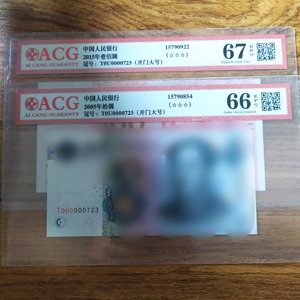 ACG
AI CANG GUARANTY
中国人民银行
2015年壹佰圆
冠号：T0U0000723（开门大号）
15790922
(☆☆☆)
67 EPQ
ACG
AI CANG GUARANTY
中国人民银行
2005年拾圆
冠号：T0U0000723（开门大号）
15790854
(☆☆☆)
66 EPQ
T0U0000723